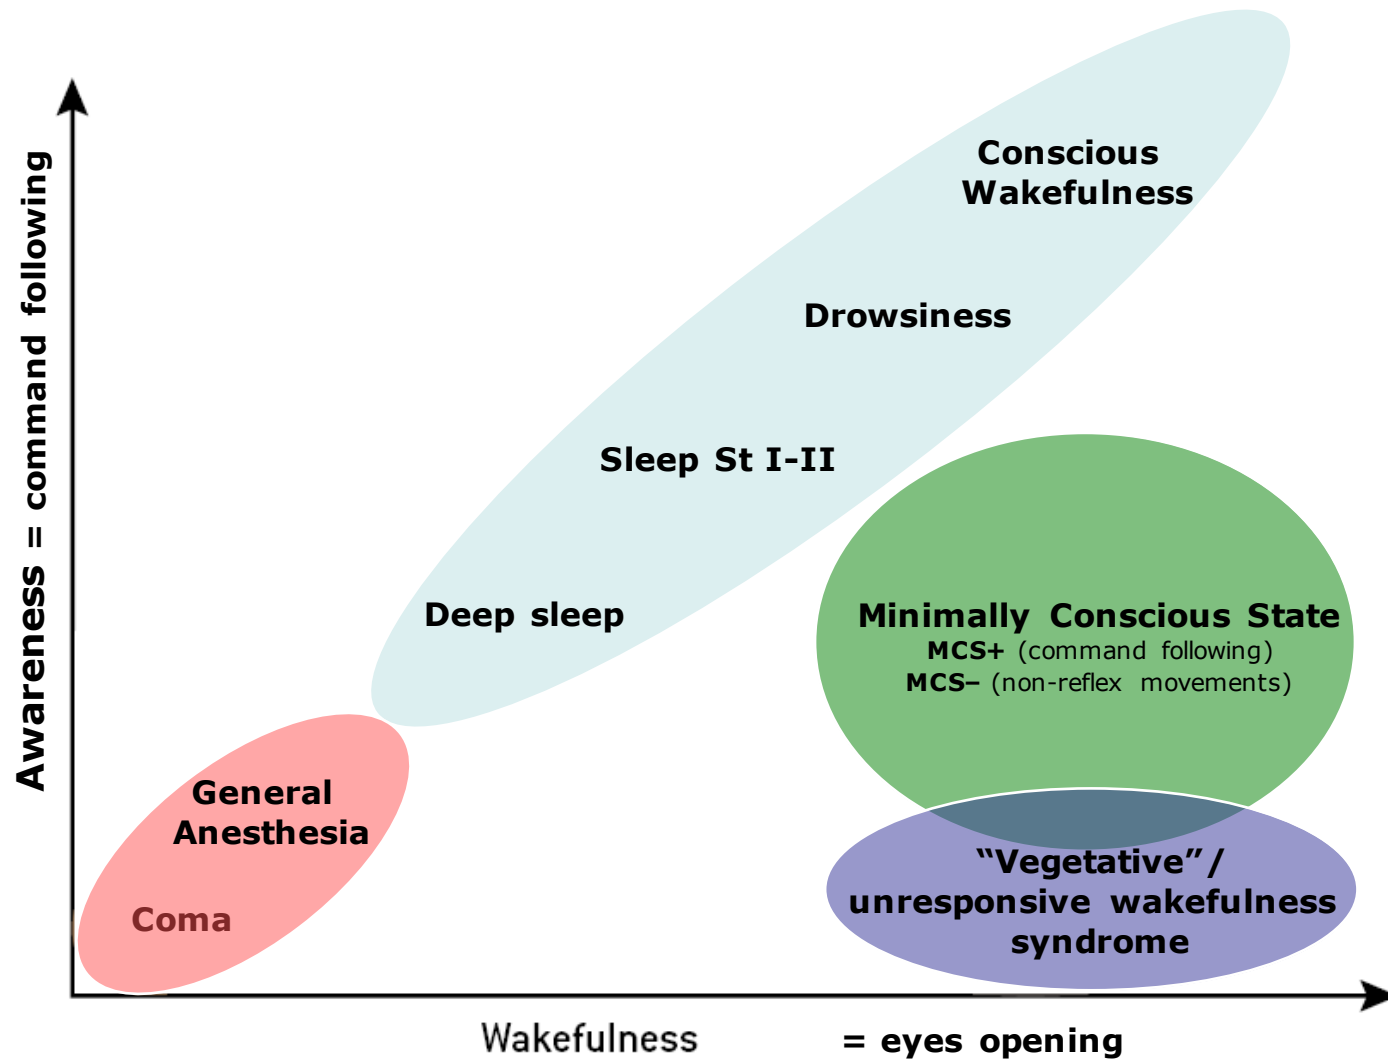 Conscious
Wakefulness
Drowsiness
Sleep St I-II
Deep sleep
Minimally Conscious State
MCS+ (command following)
MCS– (non-reflex movements)
General
Anesthesia
Coma
“Vegetative”/
unresponsive wakefulness
syndrome
Awareness = command following
Wakefulness = eyes opening